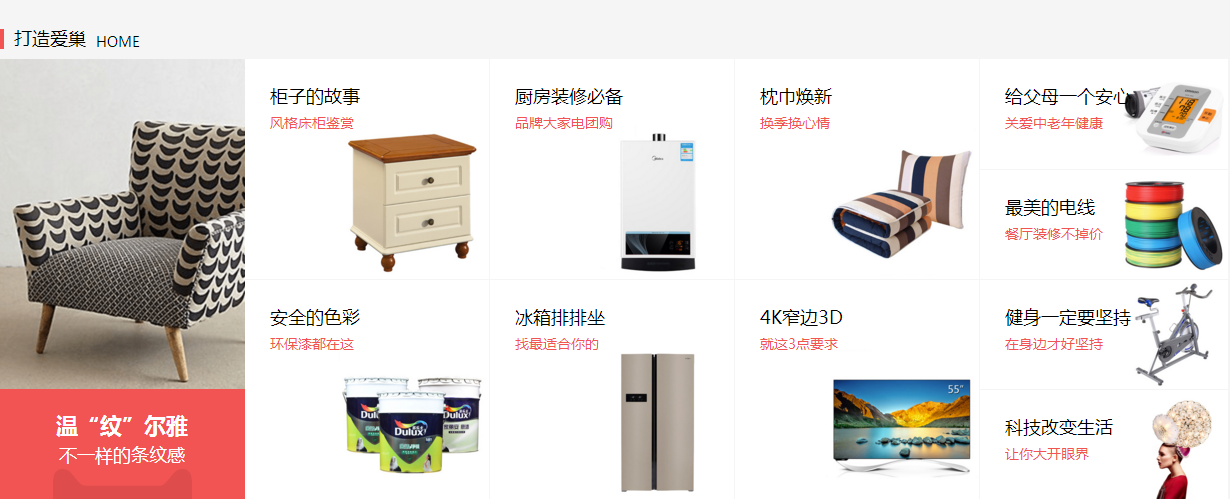 打造爱巢 HOME
温“纹”尔雅
不一样的条纹感
柜子的故事
风格床柜鉴赏
厨房装修必备
品牌大家电团购
Midea
枕巾焕新
换季换心情
给父母一个安心
关爱中老年健康
最美的电线
餐厅装修不掉价
安全的色彩
环保漆都在这
Dulux
Dulux
Dulux
冰箱排排坐
找最适合你的
4K窄边3D
就这3点要求
55"
健身一定要坚持
在身边才好坚持
科技改变生活
让你大开眼界